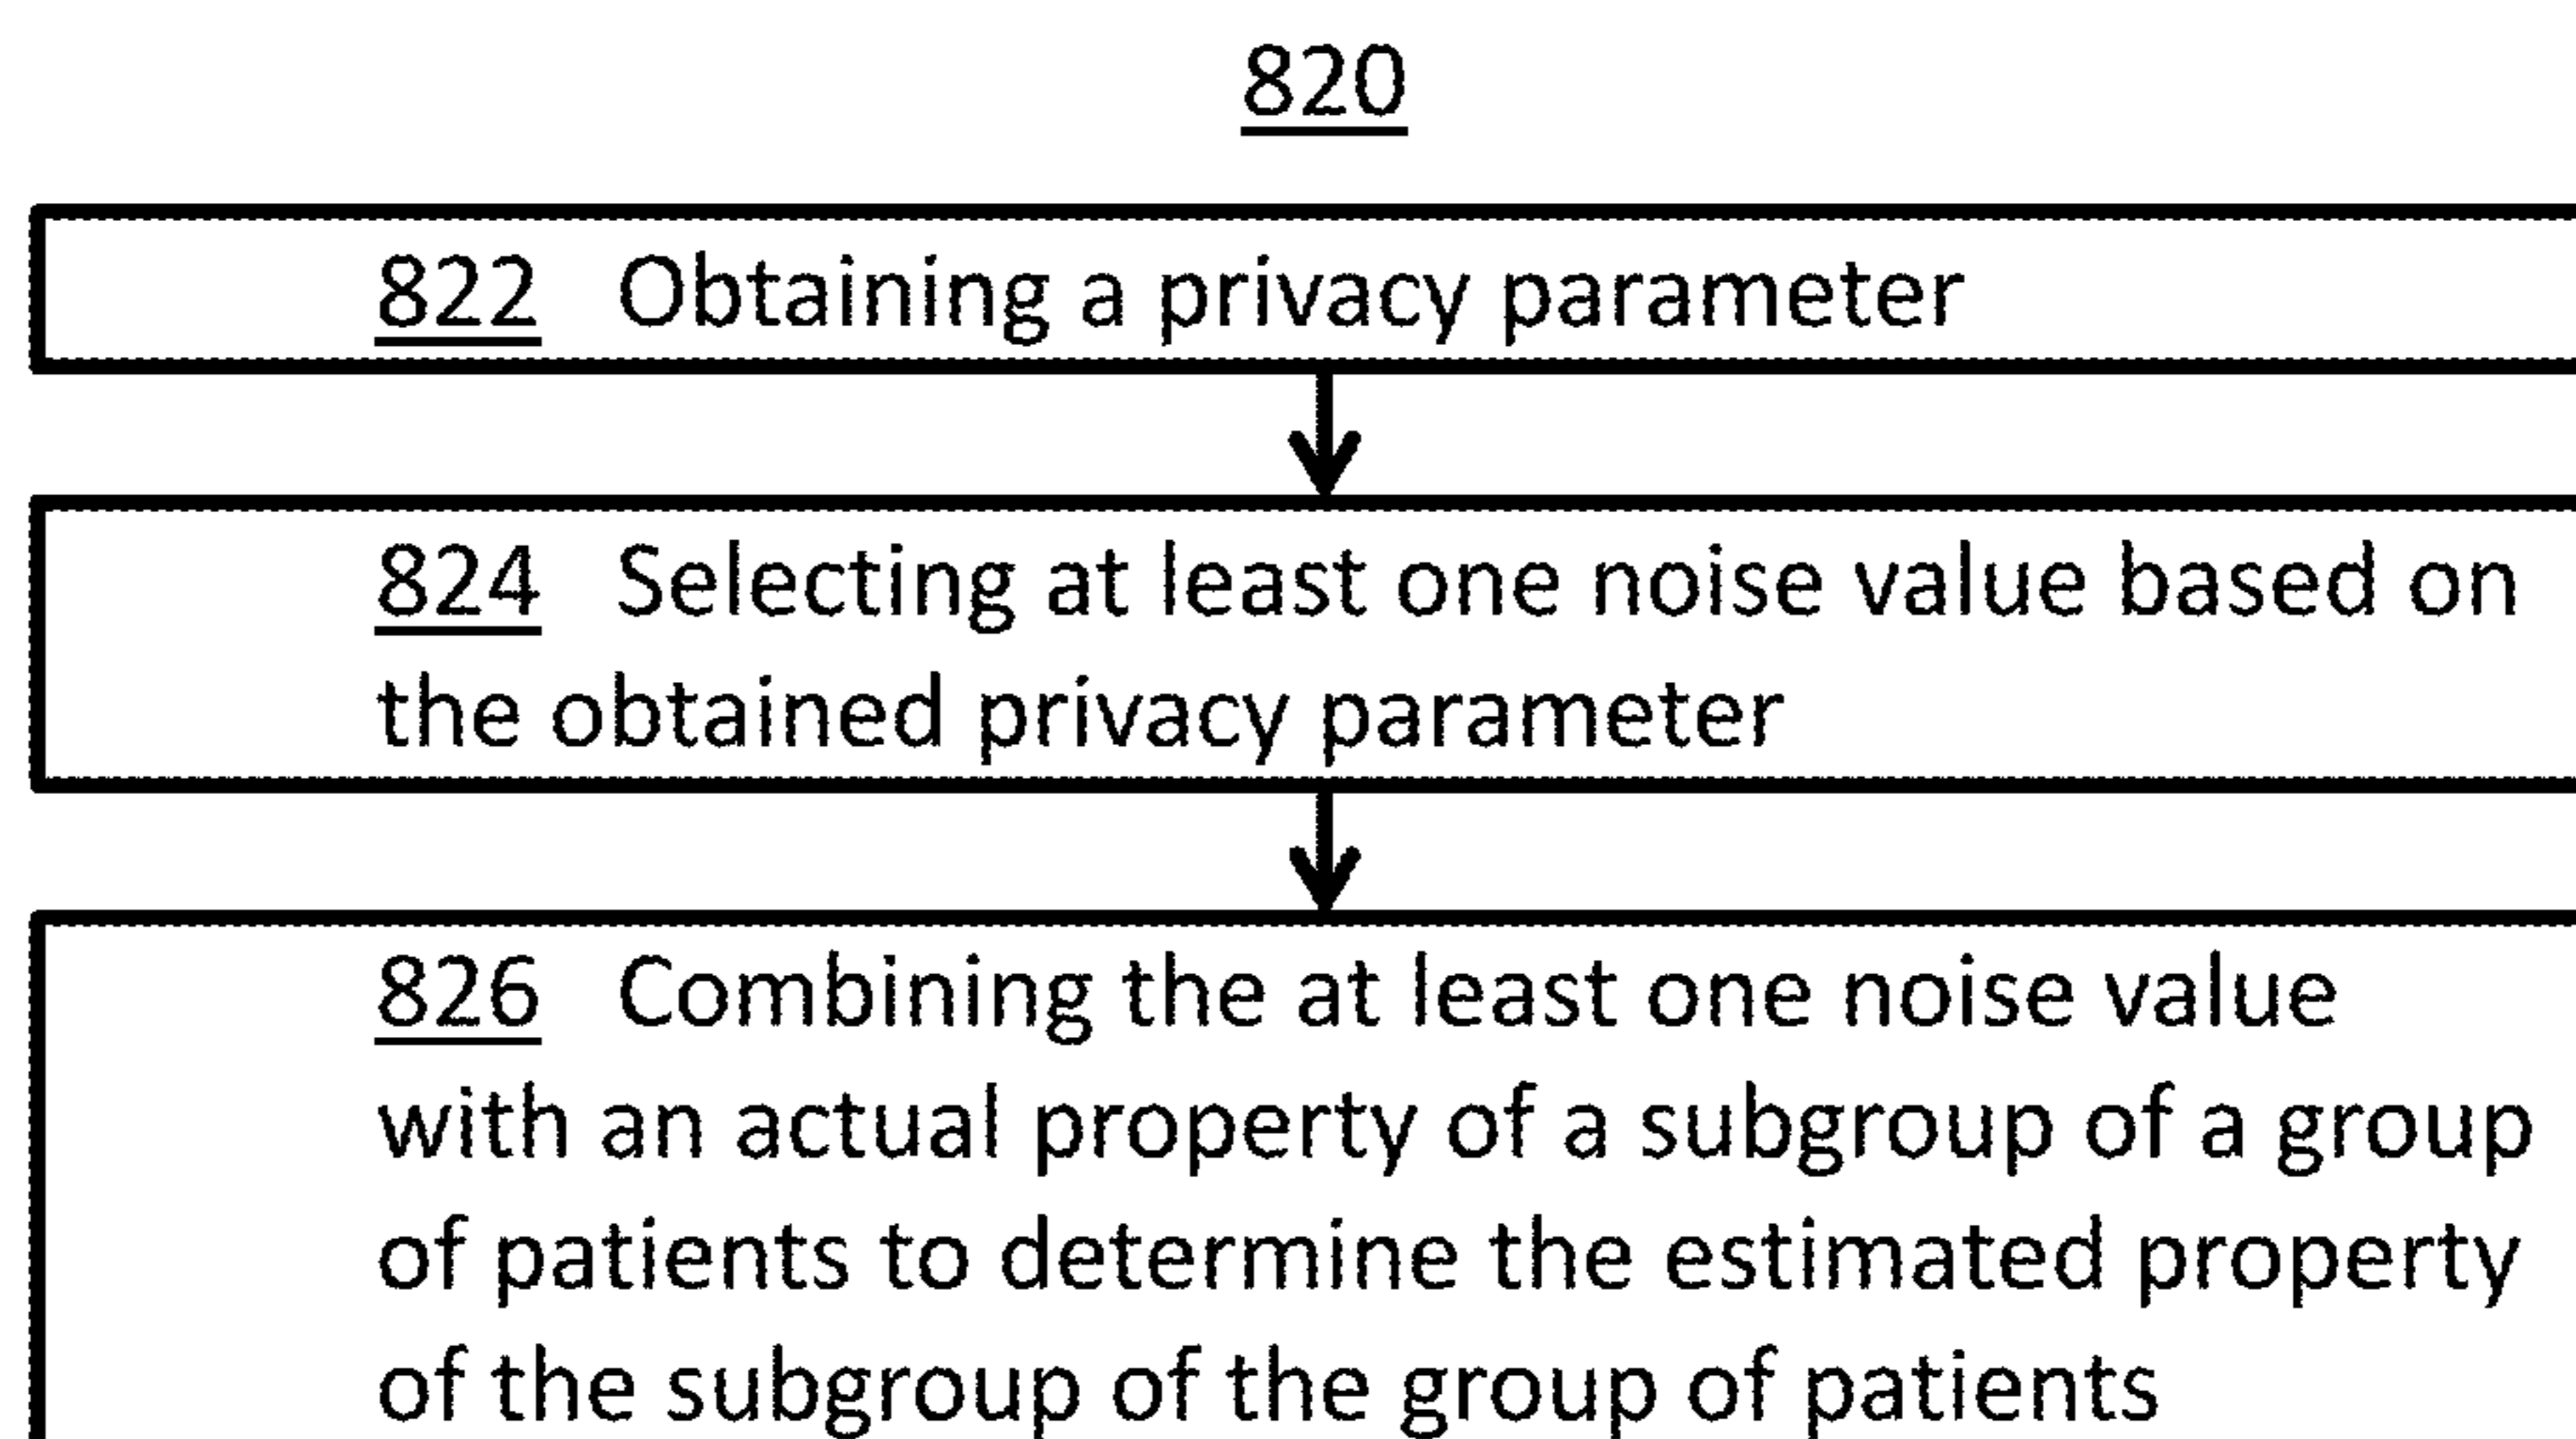 820
822 Obtaining a privacy parameter
824 Selecting at least one noise value based on
the obtained privacy parameter
826 Combining the at least one noise value
with an actual property of a subgroup of a group
of patients to determine the estimated property
of the subgroup of the group of patients